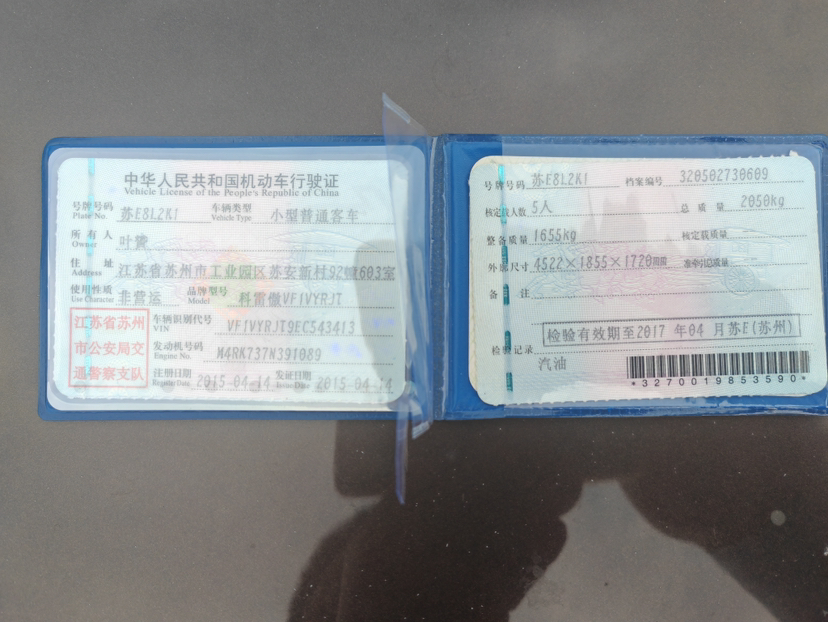 中华人民共和国机动车行驶证
Vehicle License of the People's Republic of China
号牌号码 Plate No. 苏E8L2K1 车辆类型 Vehicle Type 小型普通客车
所有人 Owner 叶
住址 Address 江苏省苏州市工业园区苏安新村92幢603室
使用性质 Use Character 非营运 品牌型号 Model 科雷傲VF1VYRJT
江苏省苏州
市公安局交
通警察支队
车辆识别代号 VIN VF1VYRJT9EC543413
发动机号码 Engine No. M4RK737N391089
注册日期 Register Date 2015-04-14 发证日期 Issue Date 2015-04-14
号牌号码 苏E8L2K1 档案编号 320502730609
核定载人数 5人 总质量 2050kg
整备质量 1655kg 核定载质量
外廓尺寸 4522×1855×1720mm 准牵引总质量
备注
检验有效期至2017年04月苏E(苏州)
检验记录
汽油
*3270019853590*